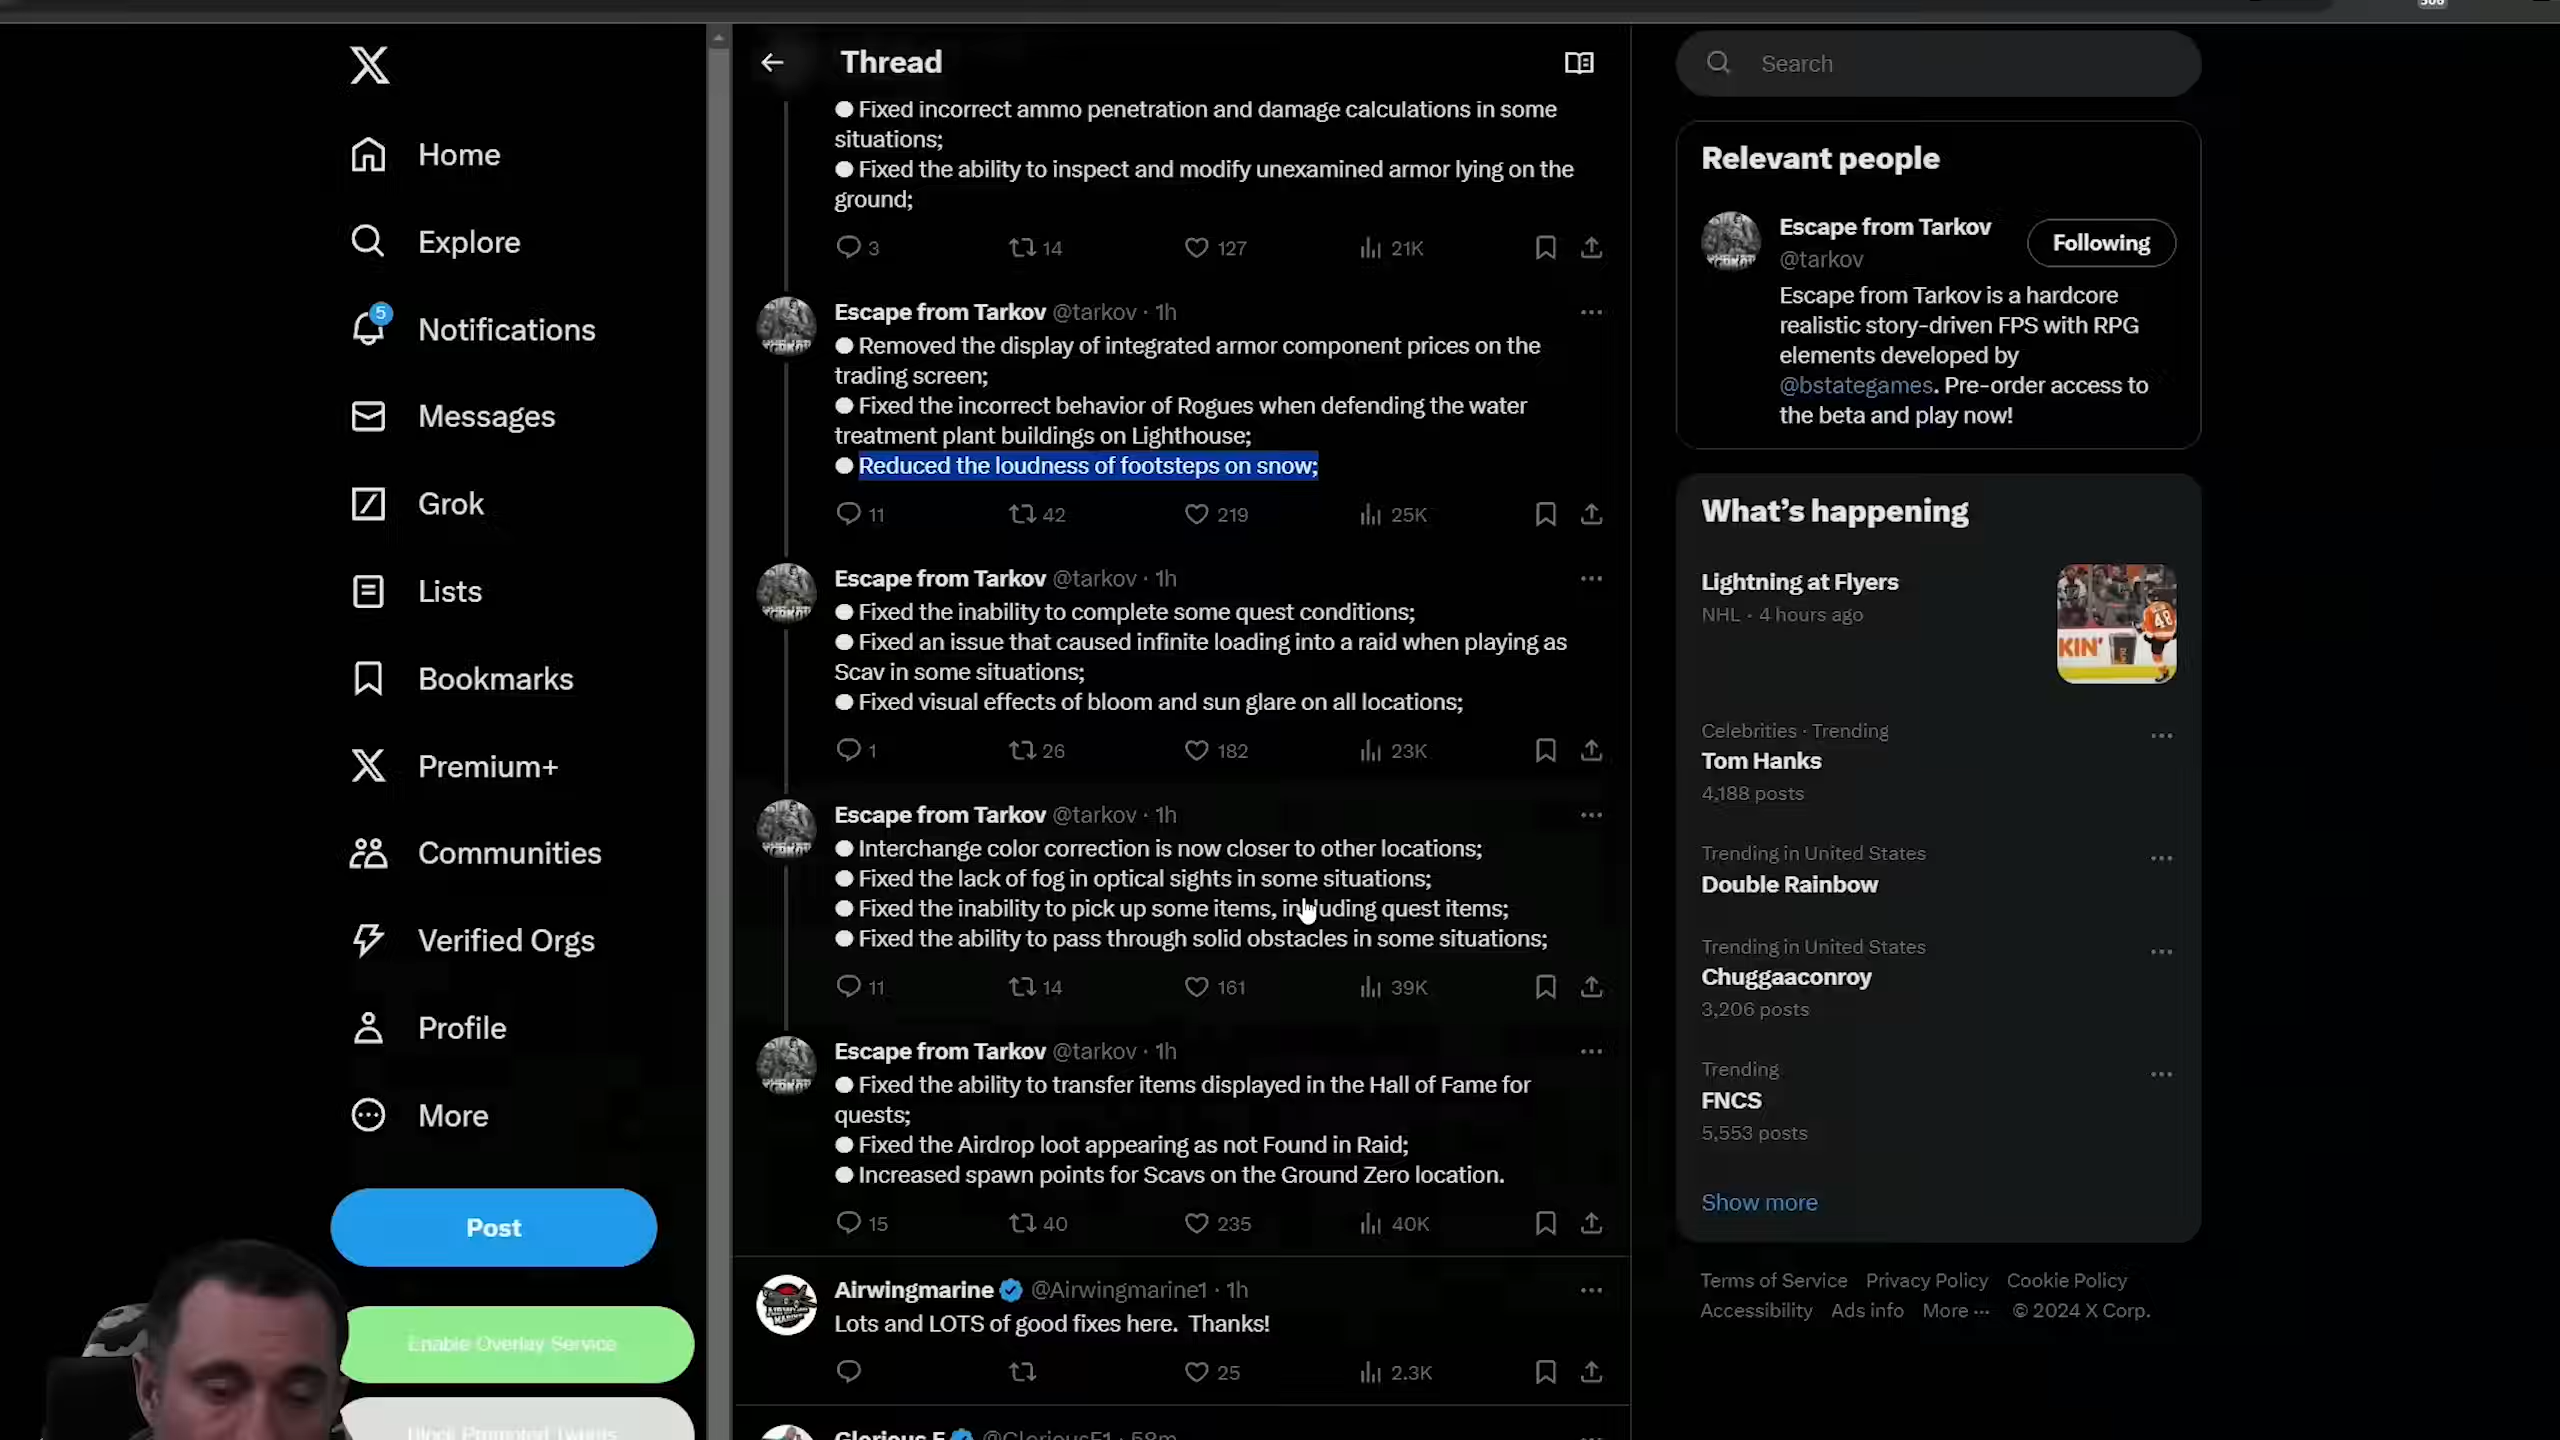 Home
Explore
5
Notifications
Messages
Grok
Lists
Bookmarks
Premium+
Communities
Verified Orgs
Profile
More
Post
Enable Overlay Service
Block Promoted Tweets
Thread
● Fixed incorrect ammo penetration and damage calculations in some
situations;
● Fixed the ability to inspect and modify unexamined armor lying on the
ground;
3 14 127 21K
Escape from Tarkov @tarkov · 1h
● Removed the display of integrated armor component prices on the
trading screen;
● Fixed the incorrect behavior of Rogues when defending the water
treatment plant buildings on Lighthouse;
● Reduced the loudness of footsteps on snow;
11 42 219 25K
Escape from Tarkov @tarkov · 1h
● Fixed the inability to complete some quest conditions;
● Fixed an issue that caused infinite loading into a raid when playing as
Scav in some situations;
● Fixed visual effects of bloom and sun glare on all locations;
1 26 182 23K
Escape from Tarkov @tarkov · 1h
● Interchange color correction is now closer to other locations;
● Fixed the lack of fog in optical sights in some situations;
● Fixed the inability to pick up some items, including quest items;
● Fixed the ability to pass through solid obstacles in some situations;
11 14 161 39K
Escape from Tarkov @tarkov · 1h
● Fixed the ability to transfer items displayed in the Hall of Fame for
quests;
● Fixed the Airdrop loot appearing as not Found in Raid;
● Increased spawn points for Scavs on the Ground Zero location.
15 40 235 40K
Airwingmarine @Airwingmarine1 · 1h
Lots and LOTS of good fixes here. Thanks!
25 2.3K
Glorious E @GloriousE1 · 58m
Search
Relevant people
Escape from Tarkov
@tarkov
Following
Escape from Tarkov is a hardcore
realistic story-driven FPS with RPG
elements developed by
@bstategames. Pre-order access to
the beta and play now!
What's happening
Lightning at Flyers
NHL · 4 hours ago
KIN'
48
Celebrities · Trending
Tom Hanks
4,188 posts
Trending in United States
Double Rainbow
Trending in United States
Chuggaaconroy
3,206 posts
Trending
FNCS
5,553 posts
Show more
Terms of Service Privacy Policy Cookie Policy
Accessibility Ads info More ··· © 2024 X Corp.